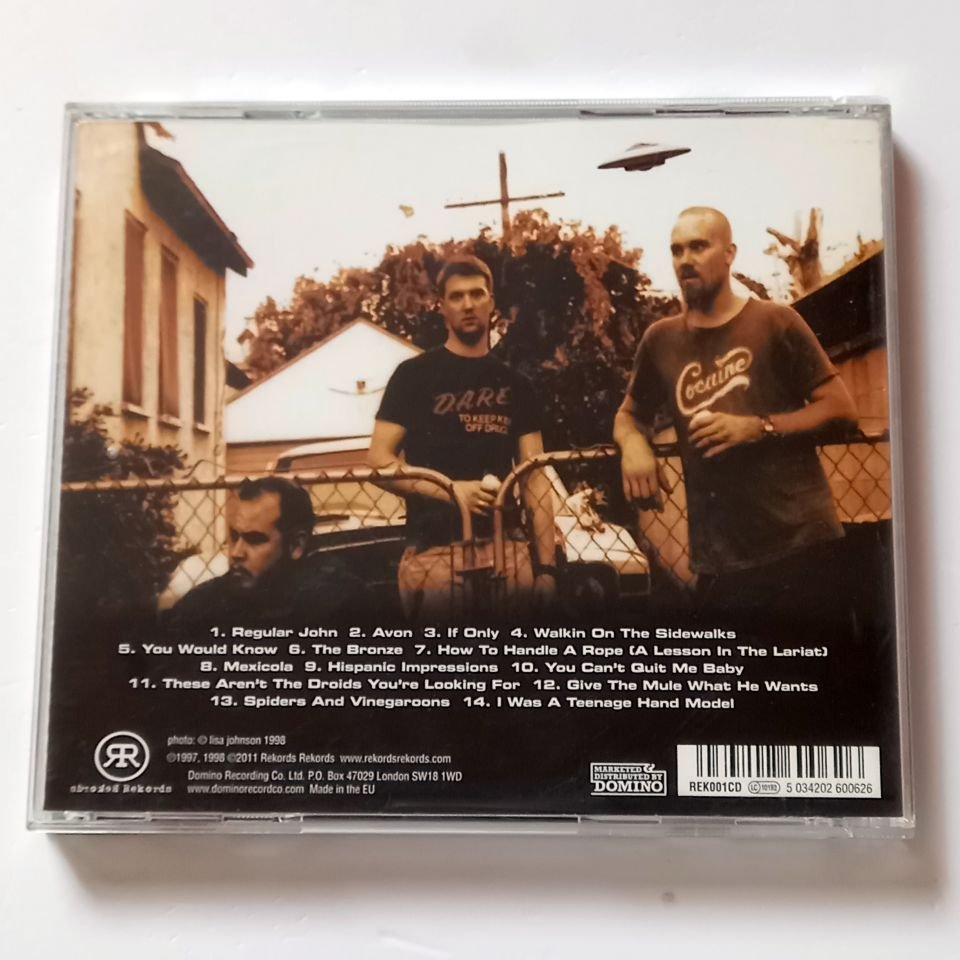 DARE
TO KEEP
OFF
Cocaine
1. Regular John 2. Avon 3. If Only 4. Walkin On The Sidewalks
5. You Would Know 6. The Bronze 7. How To Handle A Rope (A Lesson In The Lariat)
8. Mexicola 9. Hispanic Impressions 10. You Can't Quit Me Baby
11. These Aren't The Droids You're Looking For 12. Give The Mule What He Wants
13. Spiders And Vinegaroons 14. I Was A Teenage Hand Model
RR
Rekords Rekords
photo: © lisa johnson 1998
©1997, 1998 ©2011 Rekords Rekords www.rekordsrekords.com
Domino Recording Co. Ltd. P.O. Box 47029 London SW18 1WD
www.dominorecordco.com Made in the EU
MARKETED &
DISTRIBUTED BY
DOMINO
REK001CD LC 10192 5 034202 600626